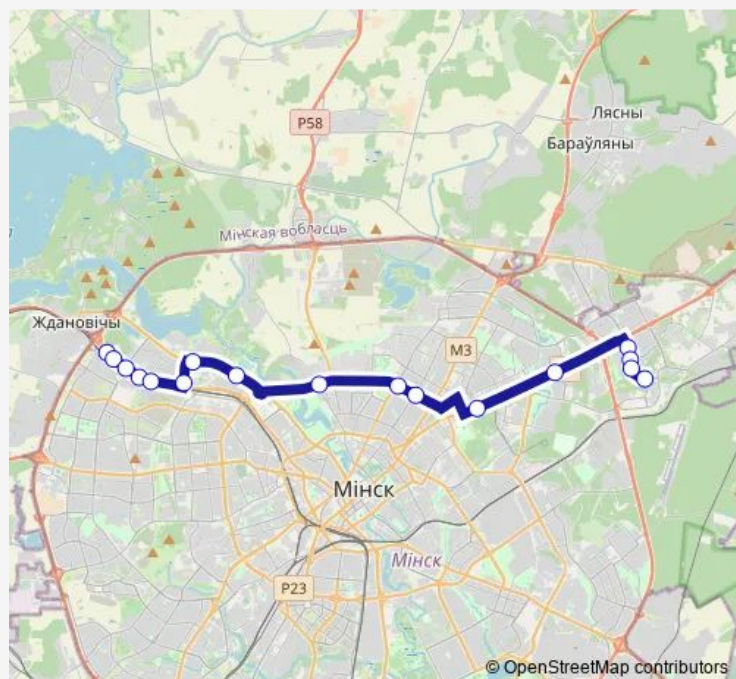 P58
Лясны
Бараўляны
Мінская вобласць
Ждановічы
M3
Мінск
Мінск
P23
© OpenStreetMap contributors